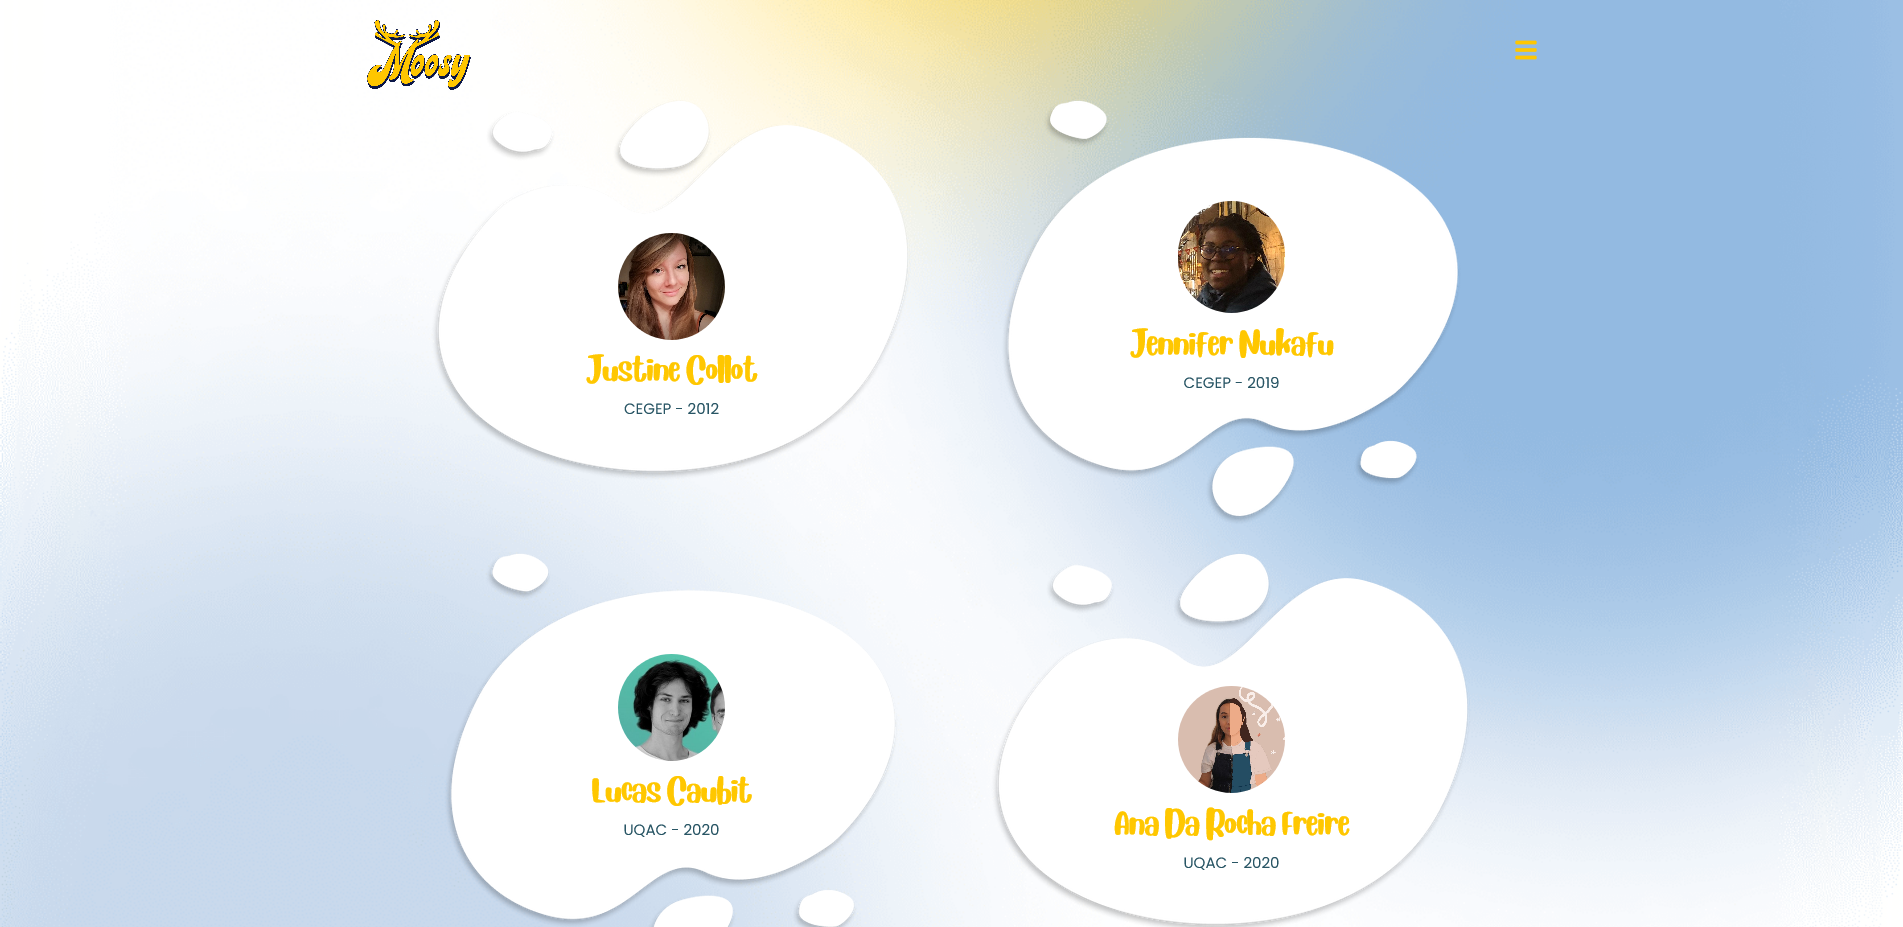 Moosy
Justine Collot
CEGEP - 2012
Jennifer Nukafu
CEGEP - 2019
Lucas Caubit
UQAC - 2020
Ana Da Rocha Freire
UQAC - 2020